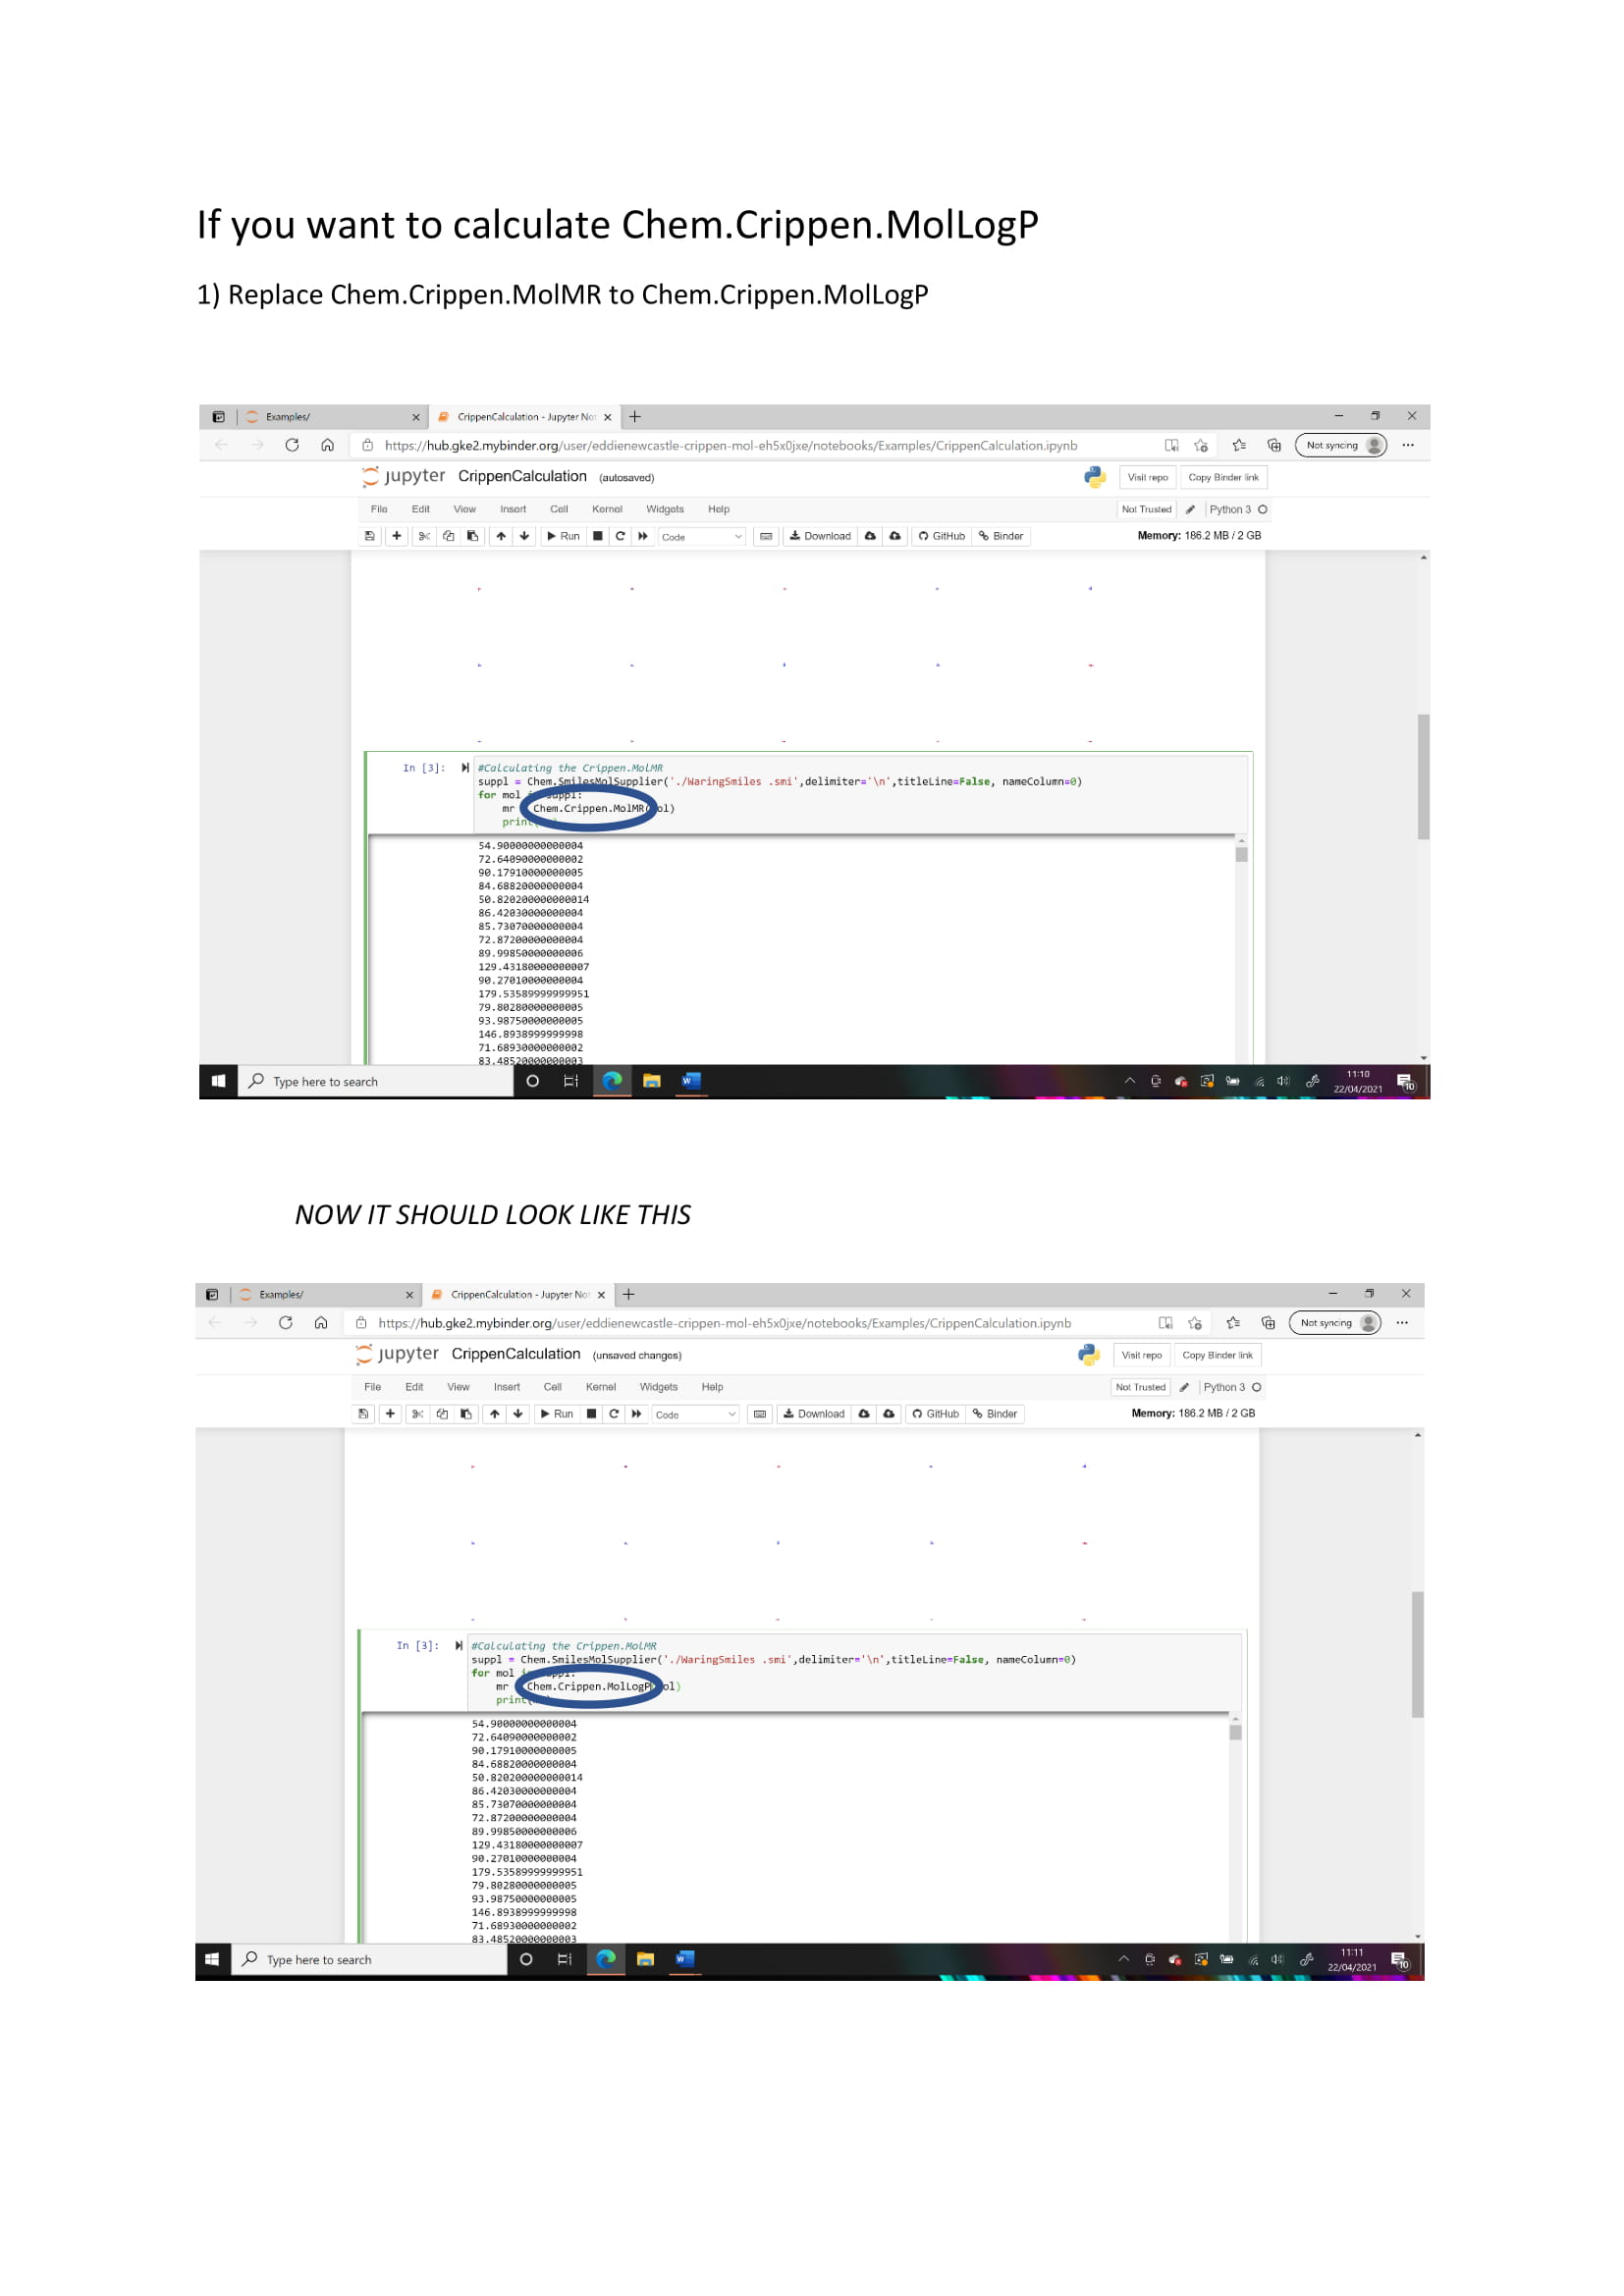 If you want to calculate Chem.Crippen.MolLogP
1) Replace Chem.Crippen.MolMR to Chem.Crippen.MolLogP
Examples/
CrippenCalculation - Jupyter Not
https://hub.gke2.mybinder.org/user/eddienewcastle-crippen-mol-eh5x0jxe/notebooks/Examples/CrippenCalculation.ipynb
Not syncing
jupyter CrippenCalculation (autosaved)
Visit repo Copy Binder link
File Edit View Insert Cell Kernel Widgets Help
Not Trusted Python 3
Run Code Download GitHub Binder Memory: 186.2 MB / 2 GB
In [3]: #Calculating the Crippen.MolMR
suppl = Chem.SmilesMolSupplier('./WaringSmiles .smi',delimiter='\n',titleLine=False, nameColumn=0)
for mol suppl:
mr Chem.Crippen.MolMR( ol)
print
54.90000000000004
72.64090000000002
90.17910000000005
84.68820000000004
50.820200000000014
86.42030000000004
85.73070000000004
72.87200000000004
89.99850000000006
129.43180000000007
90.27010000000004
179.53589999999951
79.80280000000005
93.98750000000005
146.8938999999998
71.68930000000002
83.48520000000003
Type here to search
11:10
22/04/2021
10
NOW IT SHOULD LOOK LIKE THIS
Examples/
CrippenCalculation - Jupyter Not
https://hub.gke2.mybinder.org/user/eddienewcastle-crippen-mol-eh5x0jxe/notebooks/Examples/CrippenCalculation.ipynb
Not syncing
jupyter CrippenCalculation (unsaved changes)
Visit repo Copy Binder link
File Edit View Insert Cell Kernel Widgets Help
Not Trusted Python 3
Run Code Download GitHub Binder Memory: 186.2 MB / 2 GB
In [3]: #Calculating the Crippen.MolMR
suppl = Chem.SmilesMolSupplier('./WaringSmiles .smi',delimiter='\n',titleLine=False, nameColumn=0)
for mol suppl:
mr Chem.Crippen.MolLogP( ol)
print(
54.90000000000004
72.64090000000002
90.17910000000005
84.68820000000004
50.820200000000014
86.42030000000004
85.73070000000004
72.87200000000004
89.99850000000006
129.43180000000007
90.27010000000004
179.53589999999951
79.80280000000005
93.98750000000005
146.8938999999998
71.68930000000002
83.48520000000003
Type here to search
11:11
22/04/2021
10